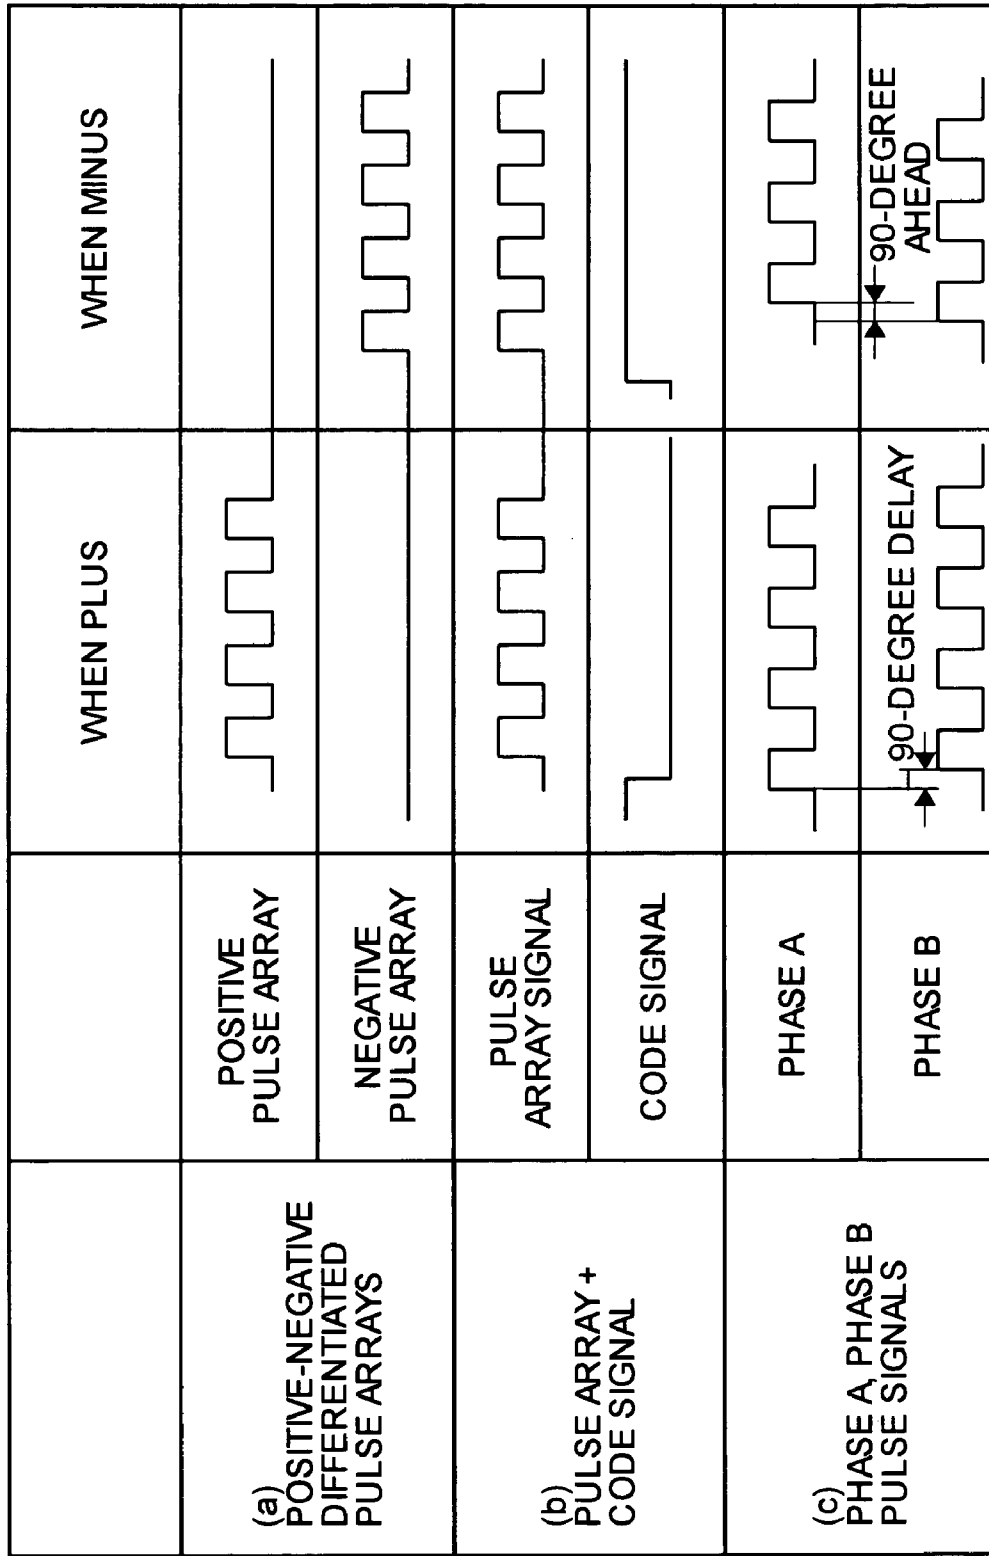 WHEN PLUS
WHEN MINUS
(a)
POSITIVE-NEGATIVE
DIFFERENTIATED
PULSE ARRAYS
POSITIVE
PULSE ARRAY
NEGATIVE
PULSE ARRAY
(b)
PULSE ARRAY +
CODE SIGNAL
PULSE
ARRAY SIGNAL
CODE SIGNAL
(c)
PHASE A, PHASE B
PULSE SIGNALS
PHASE A
PHASE B
90-DEGREE DELAY
90-DEGREE
AHEAD